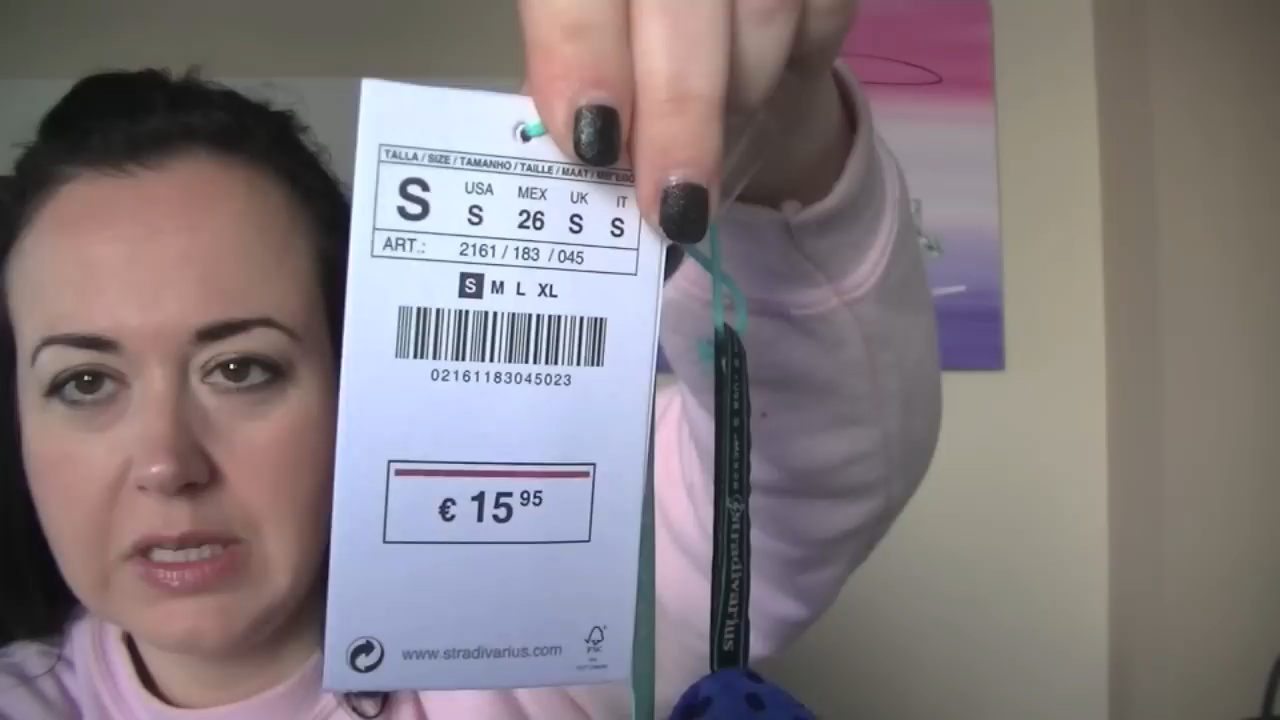 TALLA / SIZE / TAMANHO / TAILLE / MAAT /
S
USA MEX UK IT
S 26 S S
ART.: 2161 / 183 / 045
S M L XL
02161183045023
€ 15 95
www.stradivarius.com
FSC
stradivarius